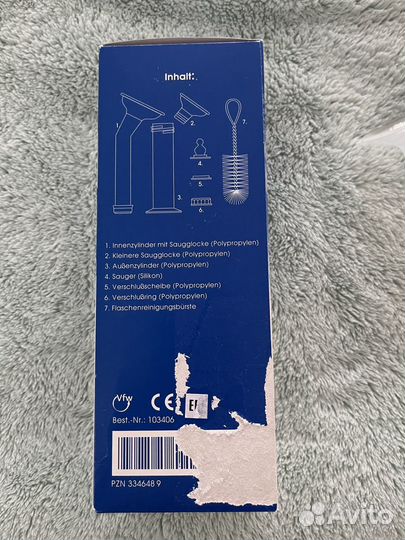 Inhalt:
1.
2.
7.
4.
3.
5.
6.
1. Innenzylinder mit Saugglocke (Polypropylen)
2. Kleinere Saugglocke (Polypropylen)
3. Außenzylinder (Polypropylen)
4. Sauger (Silikon)
5. Verschlußscheibe (Polypropylen)
6. Verschlußring (Polypropylen)
7. Flaschenreinigungsbürste
Vfw CE
Best.-Nr.: 103406
PZN 3346489
Avito